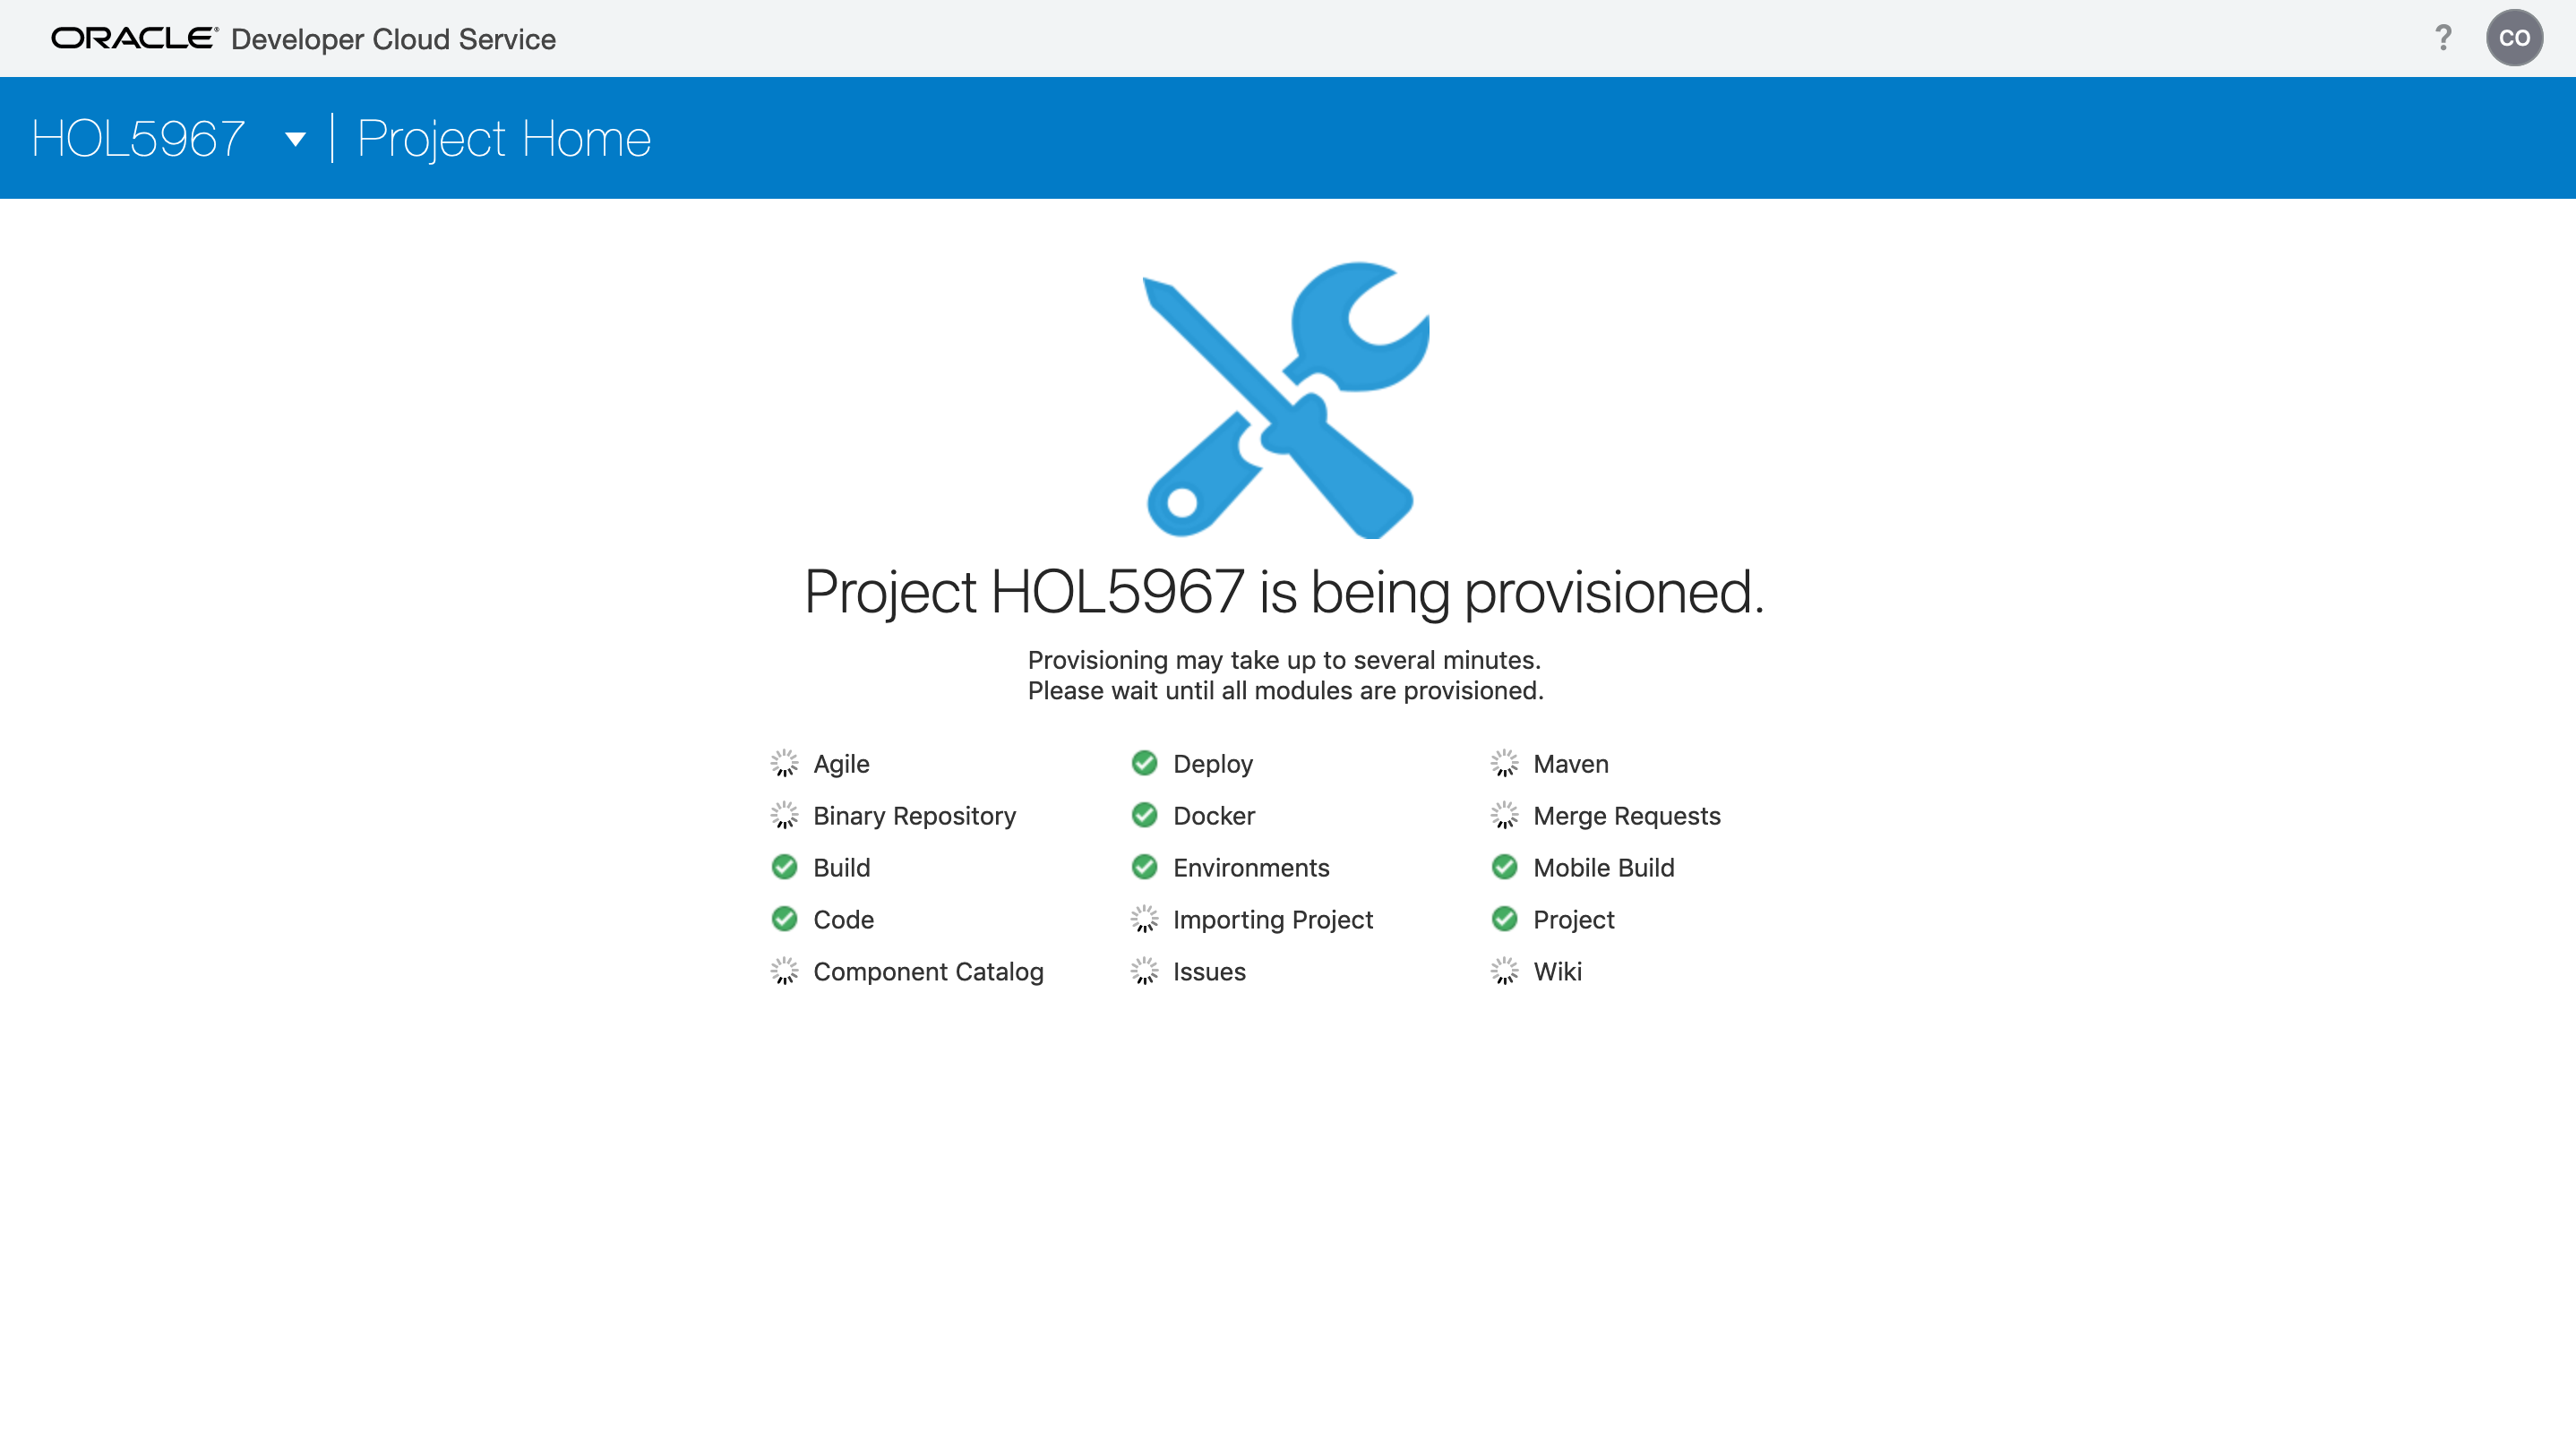 ORACLE® Developer Cloud Service
? CO
HOL5967 Project Home
Project HOL5967 is being provisioned.
Provisioning may take up to several minutes.
Please wait until all modules are provisioned.
Agile
Binary Repository
Build
Code
Component Catalog
Deploy
Docker
Environments
Importing Project
Issues
Maven
Merge Requests
Mobile Build
Project
Wiki